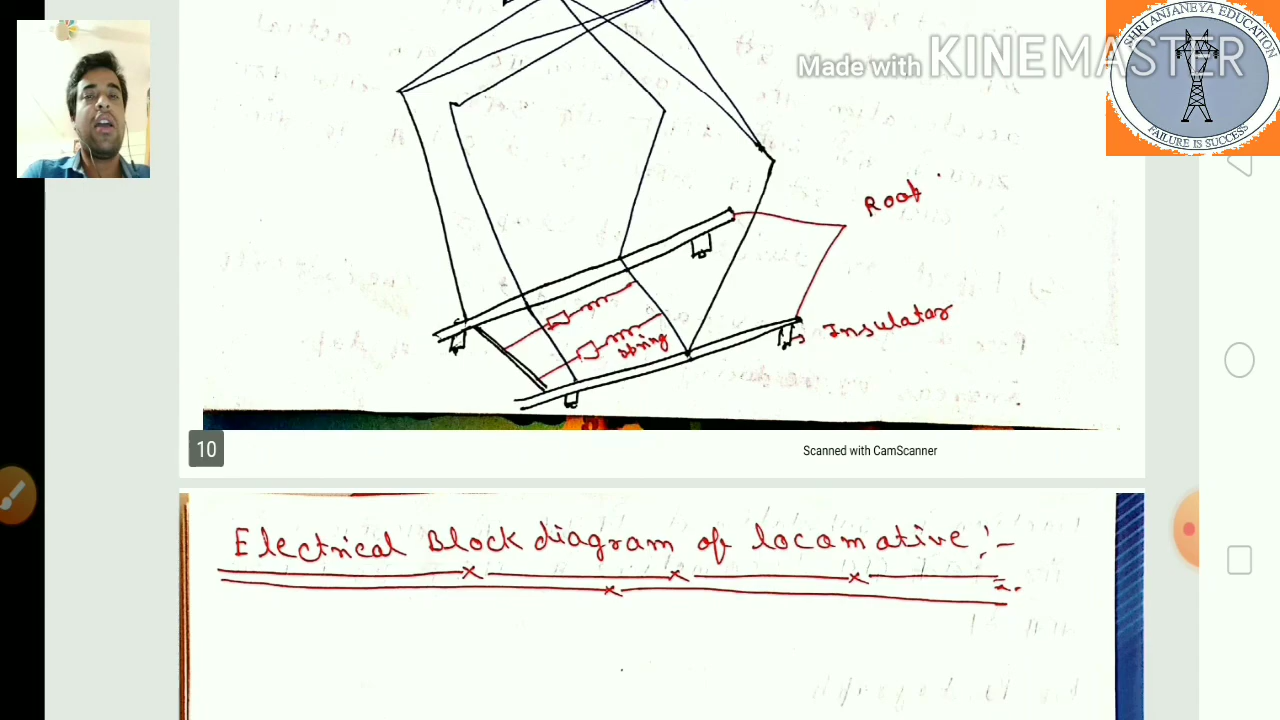 Made with KINEMASTER
SHRI ANJANEYA EDUCATION
FAILURE IS SUCCESS
Roof
Insulator
Spring
10
Scanned with CamScanner
Electrical Block diagram of locomative :-